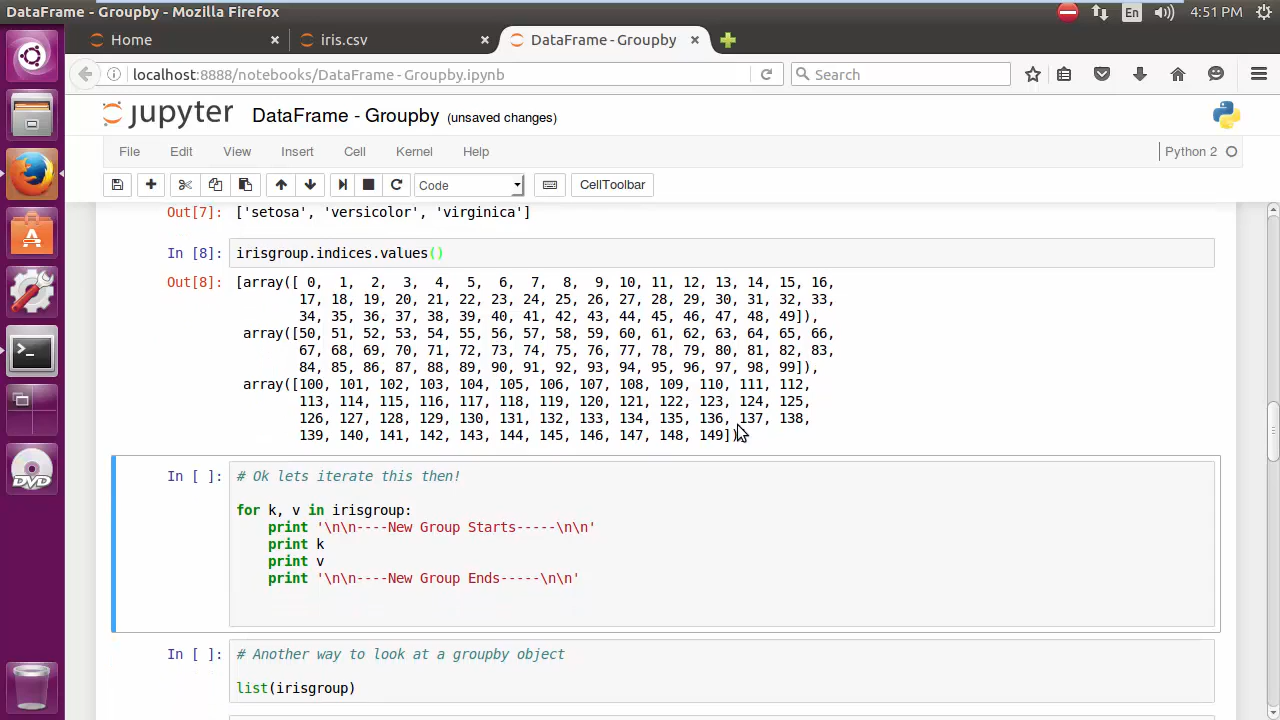 DataFrame - Groupby - Mozilla Firefox
En
4:51 PM
Home
iris.csv
DataFrame - Groupby
localhost:8888/notebooks/DataFrame - Groupby.ipynb
Search
jupyter
DataFrame - Groupby (unsaved changes)
File Edit View Insert Cell Kernel Help
Python 2
Code
CellToolbar
Out[7]: ['setosa', 'versicolor', 'virginica']
In [8]: irisgroup.indices.values()
Out[8]: [array([ 0,  1,  2,  3,  4,  5,  6,  7,  8,  9, 10, 11, 12, 13, 14, 15, 16,
17, 18, 19, 20, 21, 22, 23, 24, 25, 26, 27, 28, 29, 30, 31, 32, 33,
34, 35, 36, 37, 38, 39, 40, 41, 42, 43, 44, 45, 46, 47, 48, 49]),
array([50, 51, 52, 53, 54, 55, 56, 57, 58, 59, 60, 61, 62, 63, 64, 65, 66,
67, 68, 69, 70, 71, 72, 73, 74, 75, 76, 77, 78, 79, 80, 81, 82, 83,
84, 85, 86, 87, 88, 89, 90, 91, 92, 93, 94, 95, 96, 97, 98, 99]),
array([100, 101, 102, 103, 104, 105, 106, 107, 108, 109, 110, 111, 112,
113, 114, 115, 116, 117, 118, 119, 120, 121, 122, 123, 124, 125,
126, 127, 128, 129, 130, 131, 132, 133, 134, 135, 136, 137, 138,
139, 140, 141, 142, 143, 144, 145, 146, 147, 148, 149])
In [ ]: # Ok lets iterate this then!
for k, v in irisgroup:
print '\n\n----New Group Starts-----\n\n'
print k
print v
print '\n\n----New Group Ends-----\n\n'
In [ ]: # Another way to look at a groupby object
list(irisgroup)
DVD